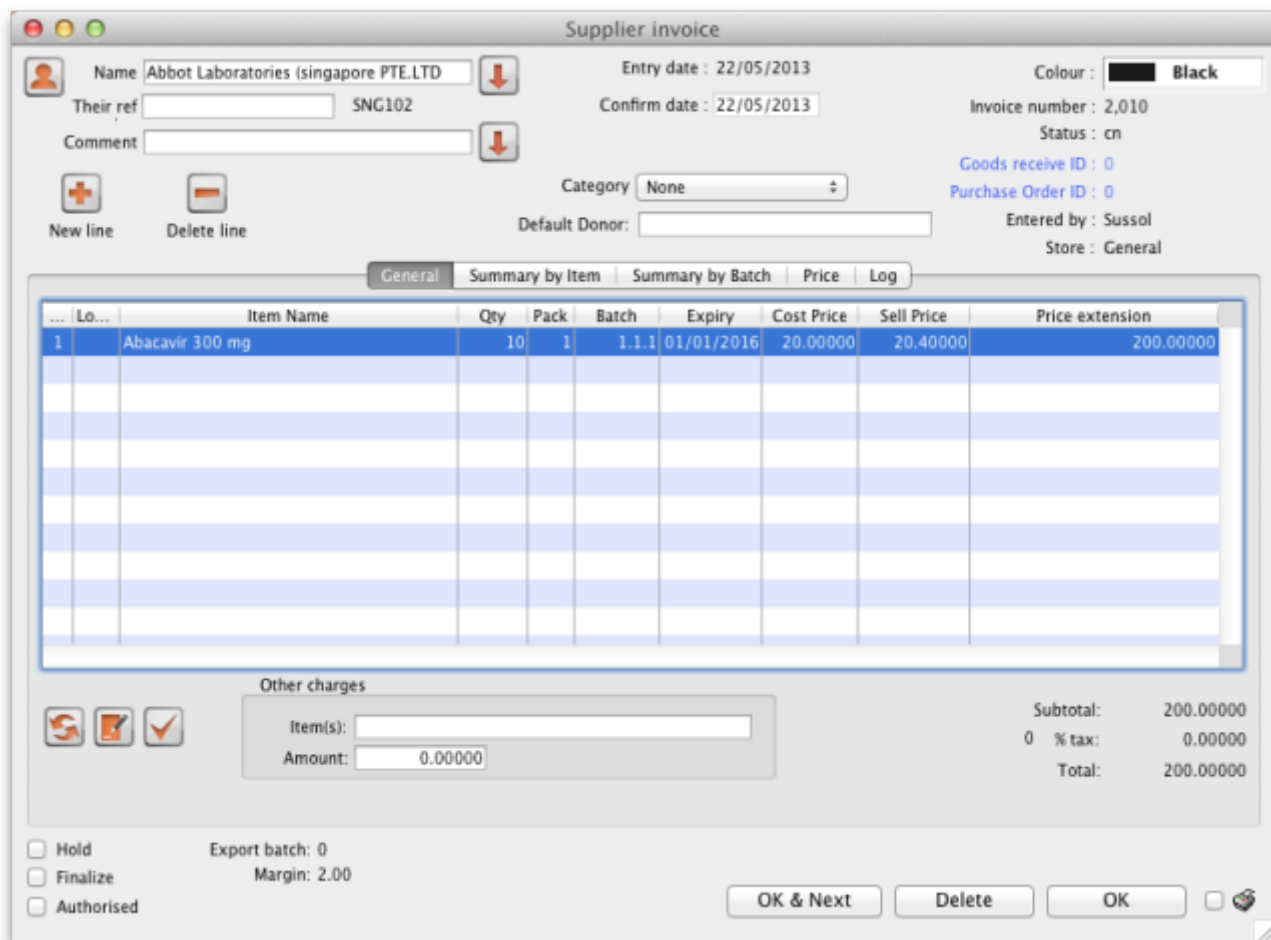 Supplier invoice
Name Abbot Laboratories (singapore PTE.LTD Entry date : 22/05/2013 Colour : Black
Their ref SNG102 Confirm date : 22/05/2013 Invoice number : 2,010
Comment Status : cn
Goods receive ID : 0
Category None Purchase Order ID : 0
New line Delete line Default Donor: Entered by : Sussol
Store : General
General Summary by Item Summary by Batch Price Log
... Lo... Item Name Qty Pack Batch Expiry Cost Price Sell Price Price extension
1 Abacavir 300 mg 10 1 1.1.1 01/01/2016 20.00000 20.40000 200.00000
Other charges
Item(s): Subtotal: 200.00000
Amount: 0.00000 0 % tax: 0.00000
Total: 200.00000
Hold Export batch: 0
Finalize Margin: 2.00
Authorised OK & Next Delete OK